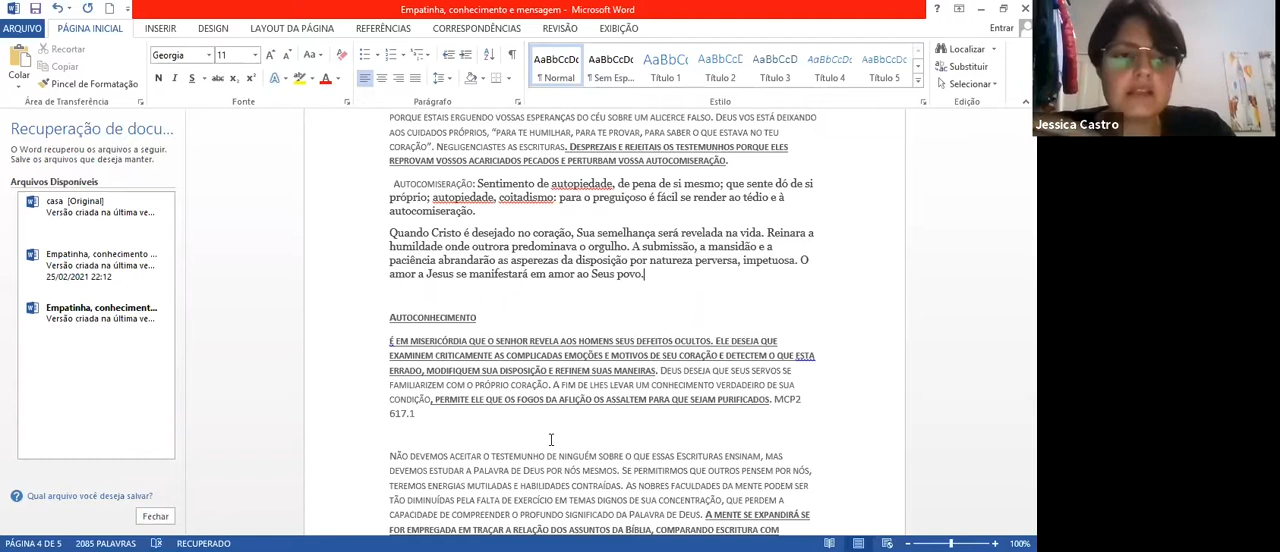 Empatinha, conhecimento e mensagem - Microsoft Word
ARQUIVO PÁGINA INICIAL INSERIR DESIGN LAYOUT DA PÁGINA REFERÊNCIAS CORRESPONDÊNCIAS REVISÃO EXIBIÇÃO Entrar
Colar
Recortar
Copiar
Pincel de Formatação
Área de Transferência
Georgia 11
N I S abc x₂ x²
Fonte
Parágrafo
AaBbCcDc AaBbCcDc AaBbCc AaBbCcC AaBbCcD AaBbCcDc AaBbCcDc
¶ Normal ¶ Sem Esp... Título 1 Título 2 Título 3 Título 4 Título 5
Estilo
Localizar
Substituir
Selecionar
Edição
Jessica Castro
Recuperação de docu...
O Word recuperou os arquivos a seguir.
Salve os arquivos que deseja manter.
Arquivos Disponíveis
casa [Original]
Versão criada na última ve...
Empatinha, conheciment...
Versão criada na última ve...
25/02/2021 22:12
Empatinha, conheciment...
Versão criada na última ve...
Qual arquivo você deseja salvar?
Fechar
PORQUE ESTAIS ERGUENDO VOSSAS ESPERANÇAS DO CÉU SOBRE UM ALICERCE FALSO. DEUS VOS ESTÁ DEIXANDO
AOS CUIDADOS PRÓPRIOS, “PARA TE HUMILHAR, PARA TE PROVAR, PARA SABER O QUE ESTAVA NO TEU
CORAÇÃO”. NEGLIGENCIASTES AS ESCRITURAS. DESPREZAIS E REJEITAIS OS TESTEMUNHOS PORQUE ELES
REPROVAM VOSSOS ACARICIADOS PECADOS E PERTURBAM VOSSA AUTOCOMISERAÇÃO.
AUTOCOMISERAÇÃO: Sentimento de autopiedade, de pena de si mesmo; que sente dó de si
próprio; autopiedade, coitadismo: para o preguiçoso é fácil se render ao tédio e à
autocomiseração.
Quando Cristo é desejado no coração, Sua semelhança será revelada na vida. Reinara a
humildade onde outrora predominava o orgulho. A submissão, a mansidão e a
paciência abrandarão as asperezas da disposição por natureza perversa, impetuosa. O
amor a Jesus se manifestará em amor ao Seus povo.
AUTOCONHECIMENTO
É EM MISERICÓRDIA QUE O SENHOR REVELA AOS HOMENS SEUS DEFEITOS OCULTOS. ELE DESEJA QUE
EXAMINEM CRITICAMENTE AS COMPLICADAS EMOÇÕES E MOTIVOS DE SEU CORAÇÃO E DETECTEM O QUE ESTA
ERRADO, MODIFIQUEM SUA DISPOSIÇÃO E REFINEM SUAS MANEIRAS. DEUS DESEJA QUE SEUS SERVOS SE
FAMILIARIZEM COM O PRÓPRIO CORAÇÃO. A FIM DE LHES LEVAR UM CONHECIMENTO VERDADEIRO DE SUA
CONDIÇÃO, PERMITE ELE QUE OS FOGOS DA AFLIÇÃO OS ASSALTEM PARA QUE SEJAM PURIFICADOS. MCP2
617.1
NÃO DEVEMOS ACEITAR O TESTEMUNHO DE NINGUÉM SOBRE O QUE ESSAS ESCRITURAS ENSINAM, MAS
DEVEMOS ESTUDAR A PALAVRA DE DEUS POR NÓS MESMOS. SE PERMITIRMOS QUE OUTROS PENSEM POR NÓS,
TEREMOS ENERGIAS MUTILADAS E HABILIDADES CONTRAÍDAS. AS NOBRES FACULDADES DA MENTE PODEM SER
TÃO DIMINUÍDAS PELA FALTA DE EXERCÍCIO EM TEMAS DIGNOS DE SUA CONCENTRAÇÃO, QUE PERDEM A
CAPACIDADE DE COMPREENDER O PROFUNDO SIGNIFICADO DA PALAVRA DE DEUS. A MENTE SE EXPANDIRÁ SE
FOR EMPREGADA EM TRAÇAR A RELAÇÃO DOS ASSUNTOS DA BÍBLIA, COMPARANDO ESCRITURA COM
PÁGINA 4 DE 5 2085 PALAVRAS RECUPERADO 100%